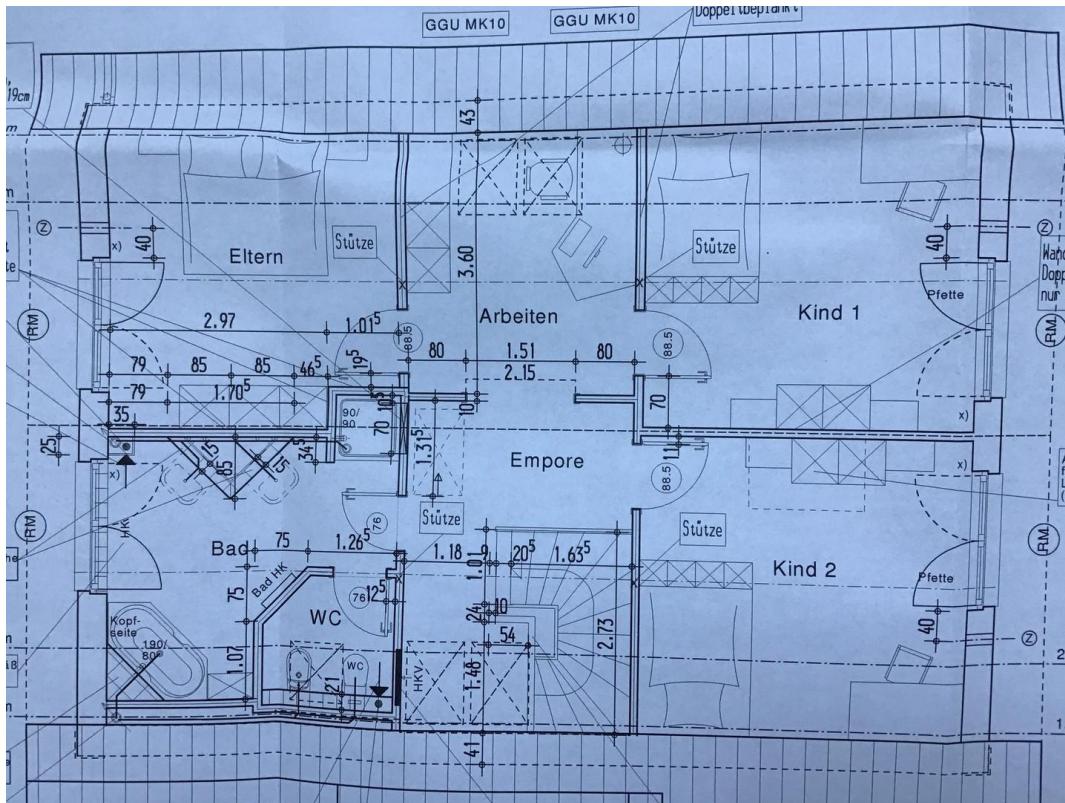 GGU MK10
GGU MK10
Doppeltbeplankt
19cm
43
Z
x)
40
Eltern
Stütze
3.60
Stütze
40
Z
x)
Pfette
RM
RM
2.97
1.01⁵
88.5
Arbeiten
88.5
Kind 1
79
85
85
46⁵
19⁵
80
1.51
80
2.15
79
1.70⁵
10⁵
10
70
35
90/
90
70
1.31⁵
x)
25
15
85
15
34⁵
11
Empore
88.5
x)
x)
HK
RM
RM
76
Stütze
Stütze
Bad
75
1.26⁵
1.18
9
20⁵
1.63⁵
1.01
Kind 2
Pfette
Bad HK
75
76
12⁵
WC
24
10
2.73
40
Z
Kopf-
seite
190/
80
54
1.07
WC
21
HKV
1.48
41